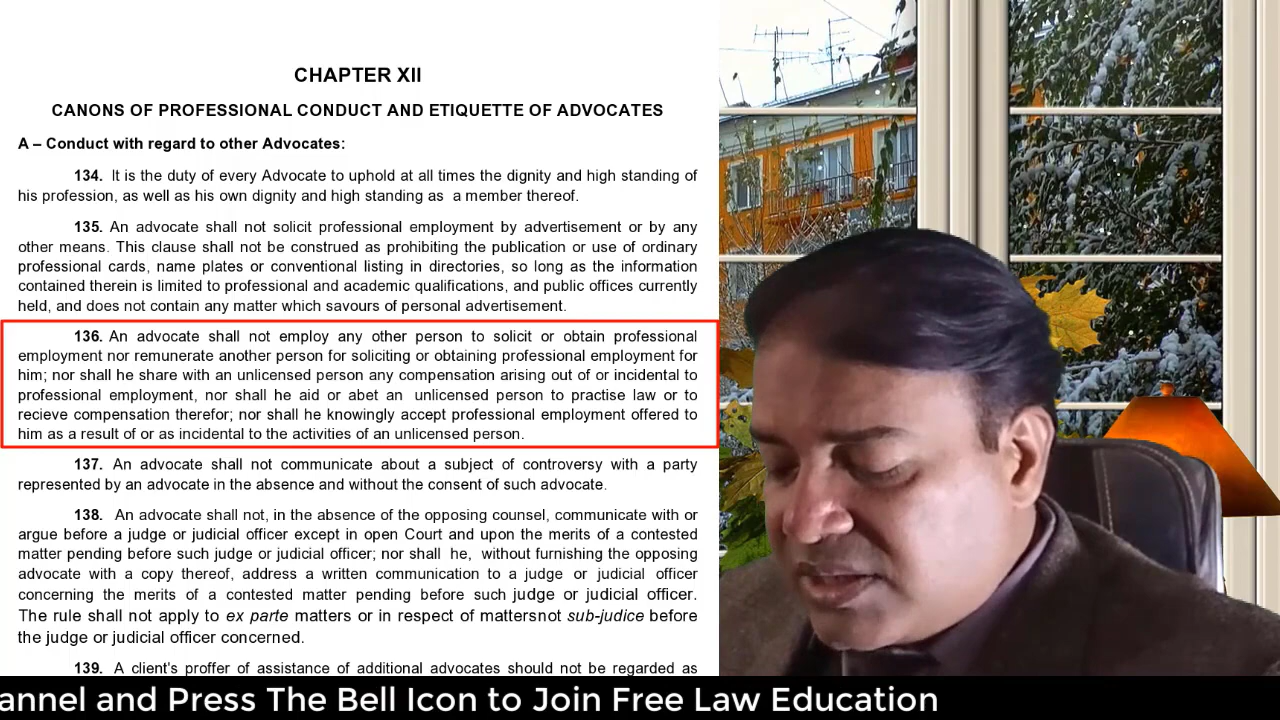 CHAPTER XII
CANONS OF PROFESSIONAL CONDUCT AND ETIQUETTE OF ADVOCATES
A – Conduct with regard to other Advocates:
134. It is the duty of every Advocate to uphold at all times the dignity and high standing of
his profession, as well as his own dignity and high standing as a member thereof.
135. An advocate shall not solicit professional employment by advertisement or by any
other means. This clause shall not be construed as prohibiting the publication or use of ordinary
professional cards, name plates or conventional listing in directories, so long as the information
contained therein is limited to professional and academic qualifications, and public offices currently
held, and does not contain any matter which savours of personal advertisement.
136. An advocate shall not employ any other person to solicit or obtain professional
employment nor remunerate another person for soliciting or obtaining professional employment for
him; nor shall he share with an unlicensed person any compensation arising out of or incidental to
professional employment, nor shall he aid or abet an unlicensed person to practise law or to
recieve compensation therefor; nor shall he knowingly accept professional employment offered to
him as a result of or as incidental to the activities of an unlicensed person.
137. An advocate shall not communicate about a subject of controversy with a party
represented by an advocate in the absence and without the consent of such advocate.
138. An advocate shall not, in the absence of the opposing counsel, communicate with or
argue before a judge or judicial officer except in open Court and upon the merits of a contested
matter pending before such judge or judicial officer; nor shall he, without furnishing the opposing
advocate with a copy thereof, address a written communication to a judge or judicial officer
concerning the merits of a contested matter pending before such judge or judicial officer.
The rule shall not apply to ex parte matters or in respect of mattersnot sub-judice before
the judge or judicial officer concerned.
139. A client's proffer of assistance of additional advocates should not be regarded as
annel and Press The Bell Icon to Join Free Law Education